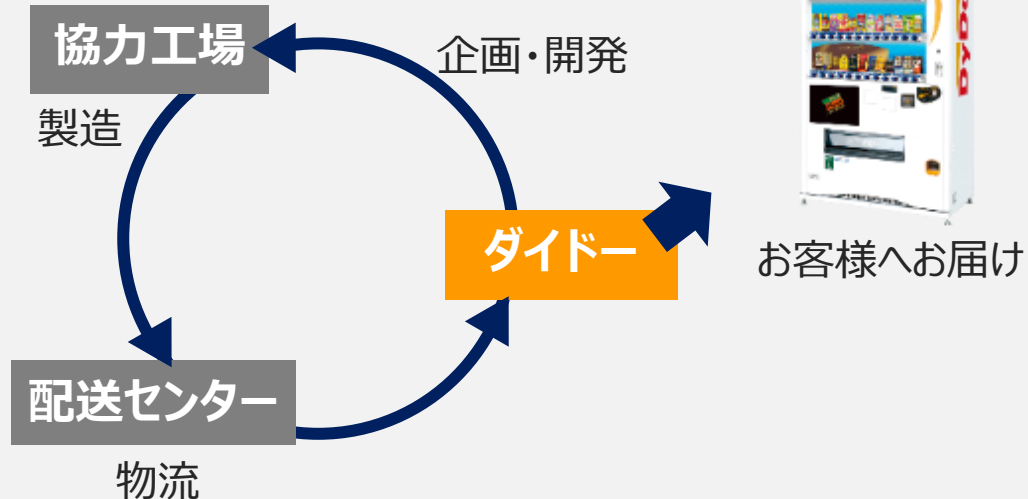 協力工場
企画・開発
製造
ダイドー
お客様へお届け
配送センター
物流